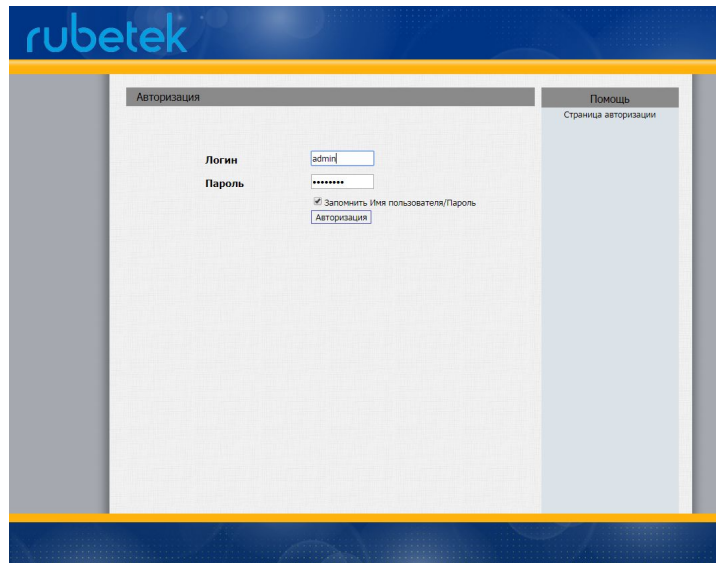 rubetek
Авторизация
Помощь
Страница авторизации
Логин
admin
Пароль
••••••••
Запомнить Имя пользователя/Пароль
Авторизация